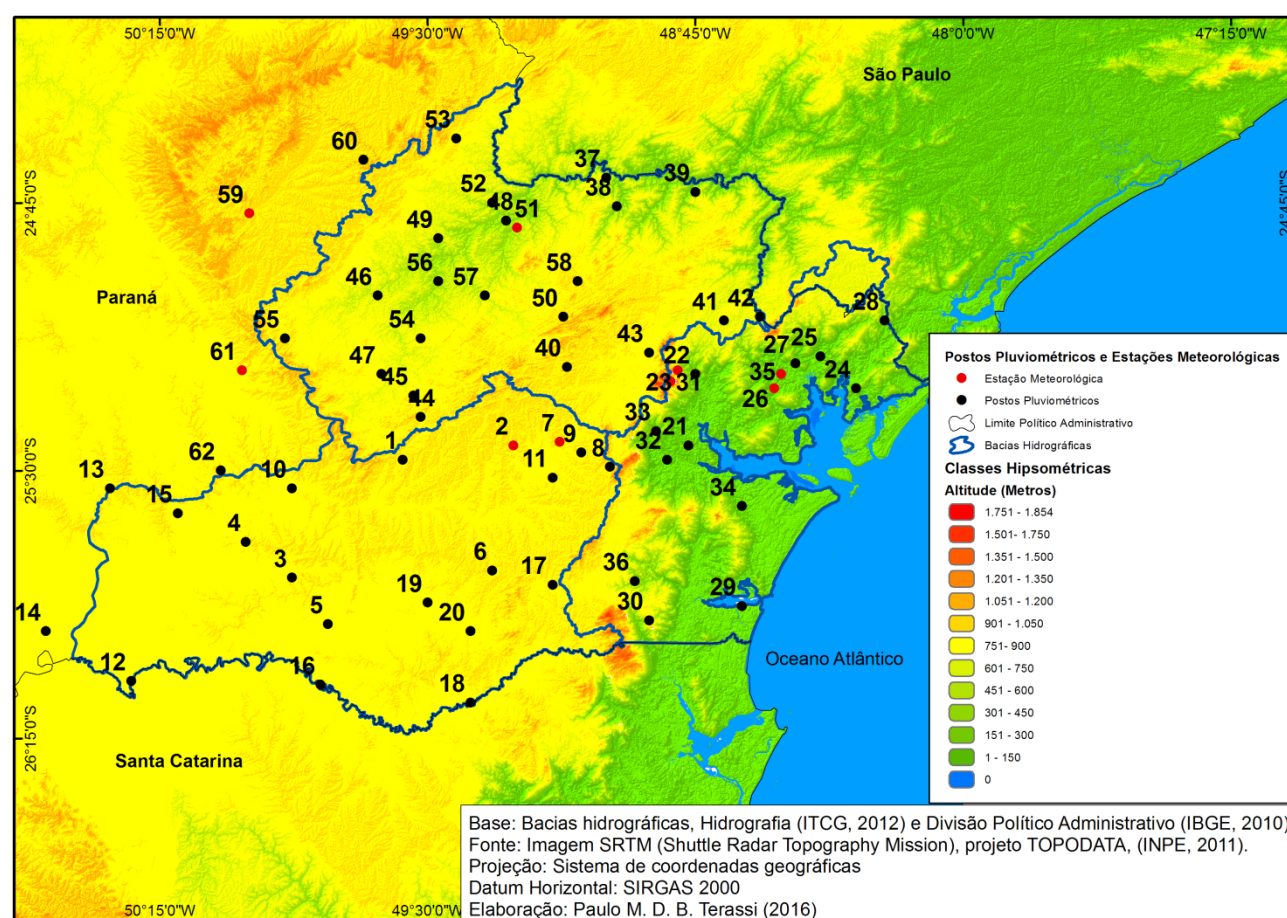 50°15'0"W 49°30'0"W 48°45'0"W 48°0'0"W 47°15'0"W
São Paulo
53
60
37
39
52
38
59
24°45'0"S
24°45'0"S
48 51
49
56
46 57 58
Paraná
50
41 42 28
55 54
43
25
61
47 40
22 27
24
45
23 31 35
26
44
33
2 7
21
1
9 8
32
62
10
11
13
25°30'0"S
15
34
4
3
6
17
36
19
29
5
20
30
14
12
16
18
Oceano Atlântico
26°15'0"S
Santa Catarina
Postos Pluviométricos e Estações Meteorológicas
Estação Meteorológica
Postos Pluviométricos
Limite Político Administrativo
Bacias Hidrográficas
Classes Hipsométricas
Altitude (Metros)
1.751 - 1.854
1.501- 1.750
1.351 - 1.500
1.201 - 1.350
1.051 - 1.200
901 - 1.050
751- 900
601 - 750
451 - 600
301 - 450
151 - 300
1 - 150
0
Base: Bacias hidrográficas, Hidrografia (ITCG, 2012) e Divisão Político Administrativo (IBGE, 2010)
Fonte: Imagem SRTM (Shuttle Radar Topography Mission), projeto TOPODATA, (INPE, 2011).
Projeção: Sistema de coordenadas geográficas
Datum Horizontal: SIRGAS 2000
Elaboração: Paulo M. D. B. Terassi (2016)
50°15'0"W 49°30'0"W